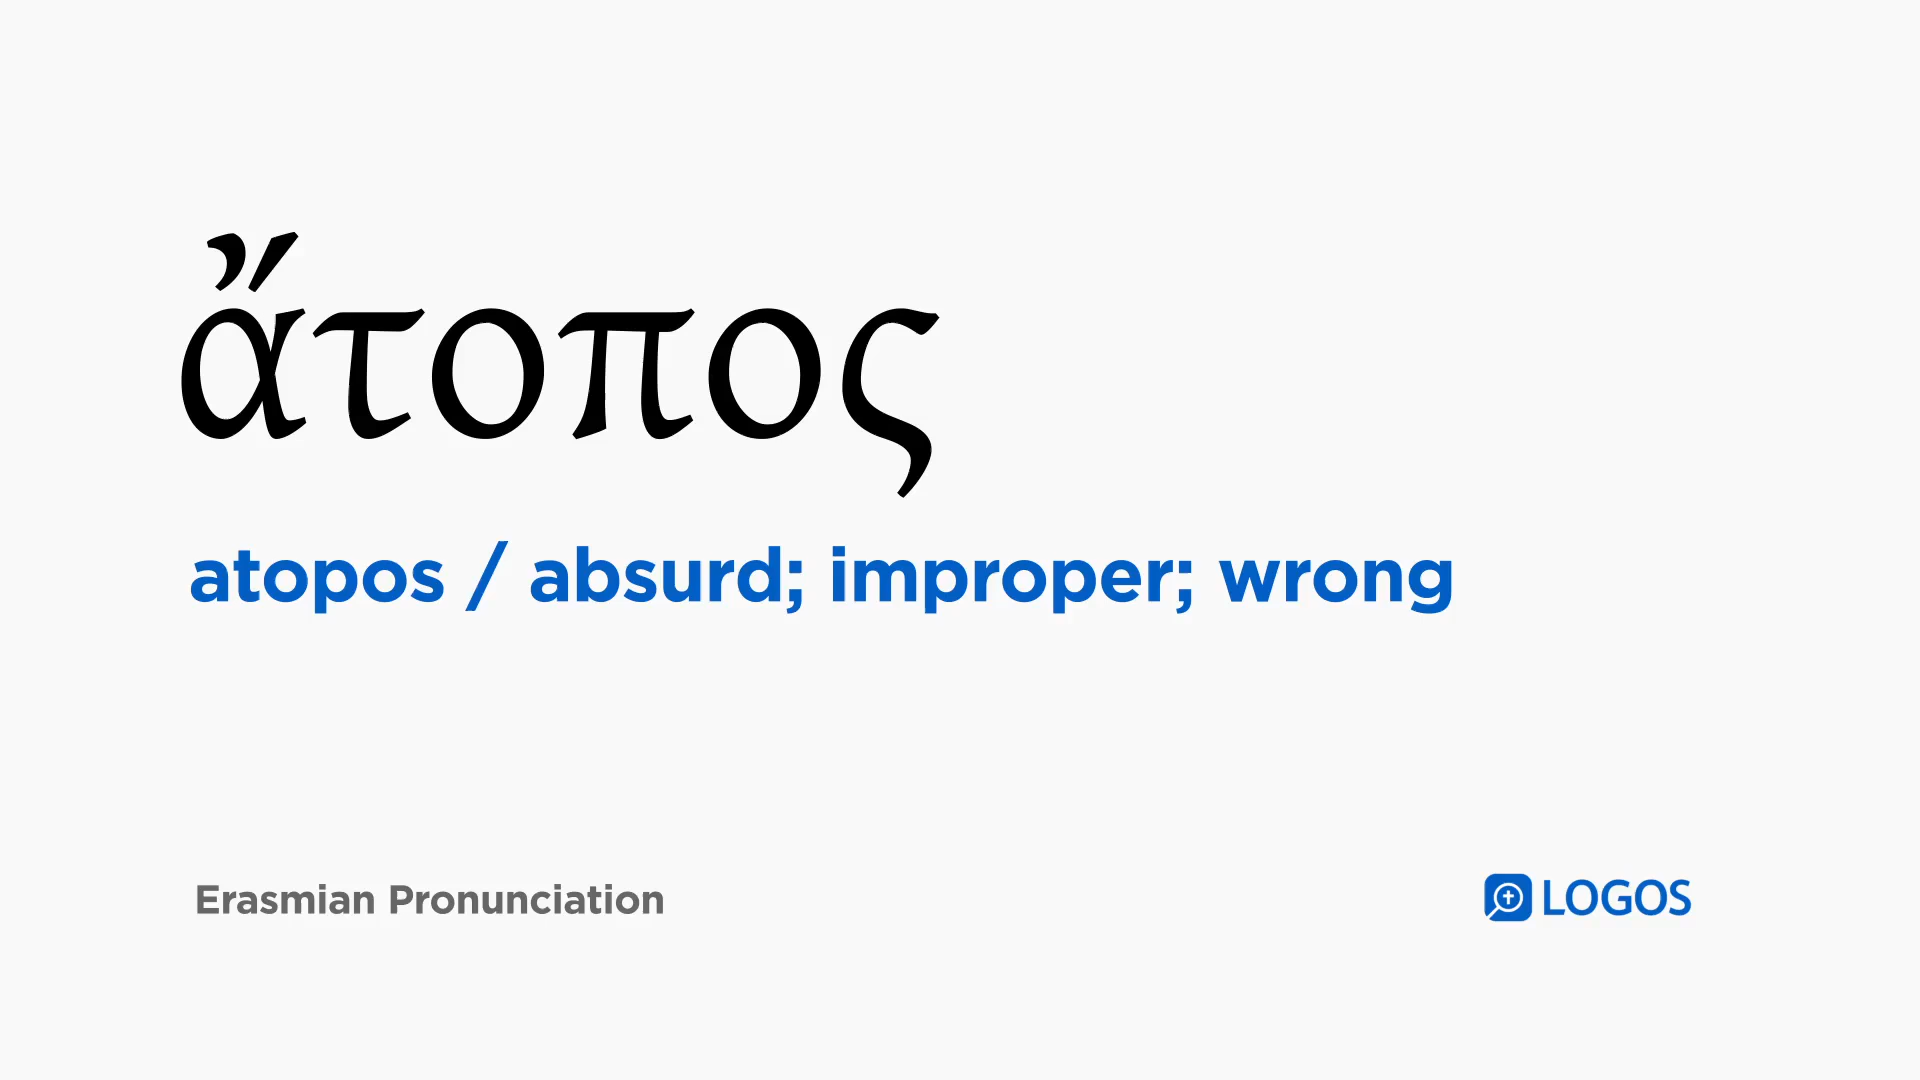 ἄτοπος
atopos / absurd; improper; wrong
Erasmian Pronunciation
LOGOS